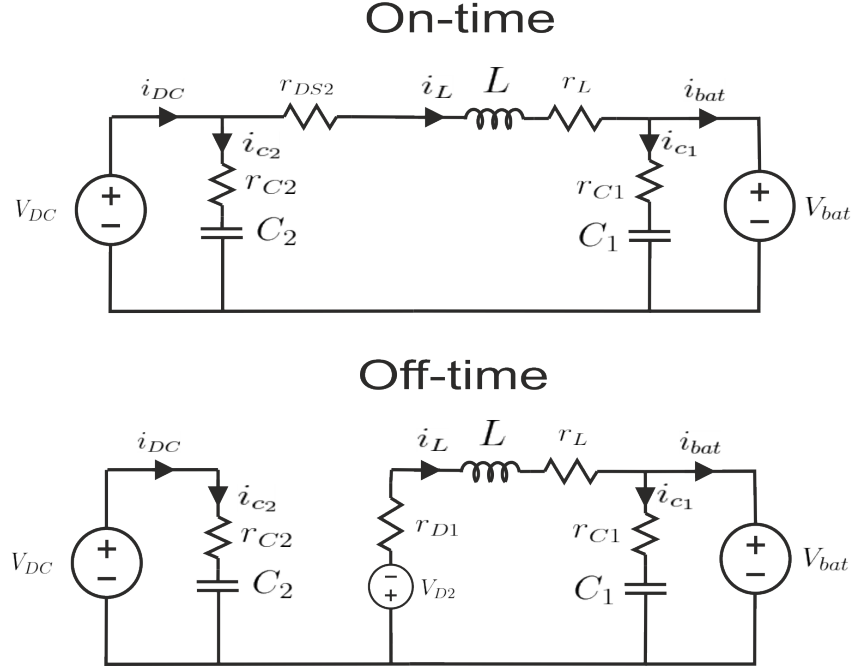 On-time
i_DC r_DS2 i_L L r_L i_bat
i_c2 i_c1
r_C2 r_C1
V_DC + − C_2 C_1 + − V_bat
Off-time
i_DC i_L L r_L i_bat
i_c2 i_c1
r_C2 r_D1 r_C1
V_DC + − C_2 − + V_D2 C_1 + − V_bat